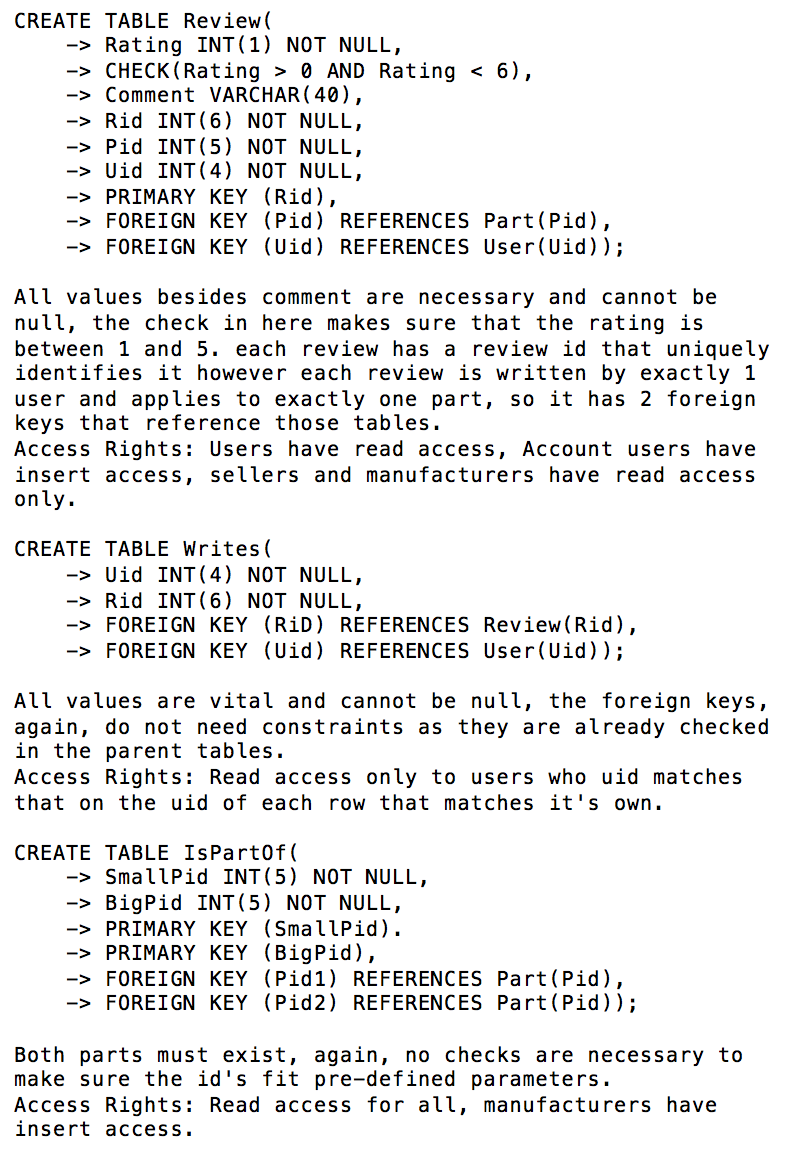 CREATE TABLE Review(
-> Rating INT(1) NOT NULL,
-> CHECK(Rating > 0 AND Rating < 6),
-> Comment VARCHAR(40),
-> Rid INT(6) NOT NULL,
-> Pid INT(5) NOT NULL,
-> Uid INT(4) NOT NULL,
-> PRIMARY KEY (Rid),
-> FOREIGN KEY (Pid) REFERENCES Part(Pid),
-> FOREIGN KEY (Uid) REFERENCES User(Uid));
All values besides comment are necessary and cannot be
null, the check in here makes sure that the rating is
between 1 and 5. each review has a review id that uniquely
identifies it however each review is written by exactly 1
user and applies to exactly one part, so it has 2 foreign
keys that reference those tables.
Access Rights: Users have read access, Account users have
insert access, sellers and manufacturers have read access
only.
CREATE TABLE Writes(
-> Uid INT(4) NOT NULL,
-> Rid INT(6) NOT NULL,
-> FOREIGN KEY (RiD) REFERENCES Review(Rid),
-> FOREIGN KEY (Uid) REFERENCES User(Uid));
All values are vital and cannot be null, the foreign keys,
again, do not need constraints as they are already checked
in the parent tables.
Access Rights: Read access only to users who uid matches
that on the uid of each row that matches it's own.
CREATE TABLE IsPartOf(
-> SmallPid INT(5) NOT NULL,
-> BigPid INT(5) NOT NULL,
-> PRIMARY KEY (SmallPid).
-> PRIMARY KEY (BigPid),
-> FOREIGN KEY (Pid1) REFERENCES Part(Pid),
-> FOREIGN KEY (Pid2) REFERENCES Part(Pid));
Both parts must exist, again, no checks are necessary to
make sure the id's fit pre-defined parameters.
Access Rights: Read access for all, manufacturers have
insert access.